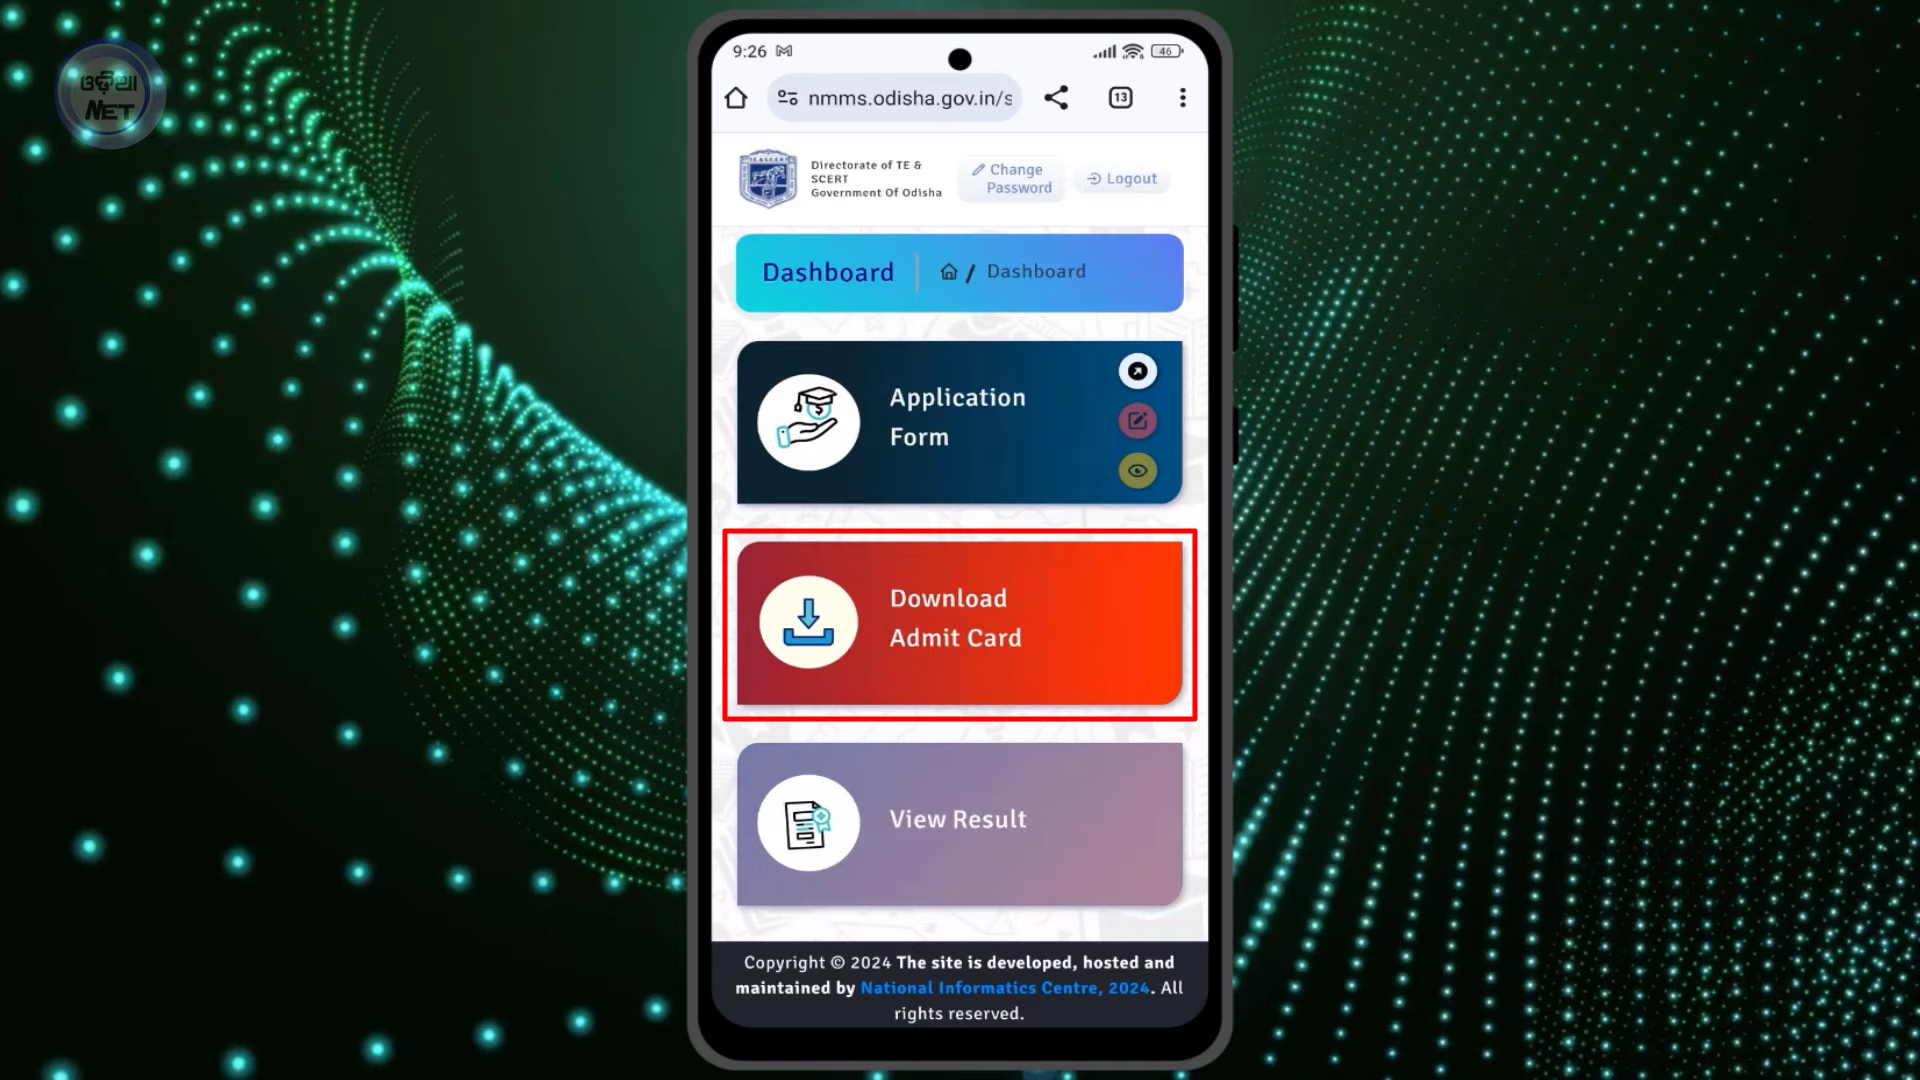 ଓଡ଼ିଆ
NET
9:26
46
nmms.odisha.gov.in/s
13
Directorate of TE &
SCERT
Government Of Odisha
Change
Password
Logout
Dashboard
/ Dashboard
Application
Form
Download
Admit Card
View Result
Copyright © 2024 The site is developed, hosted and
maintained by National Informatics Centre, 2024. All
rights reserved.